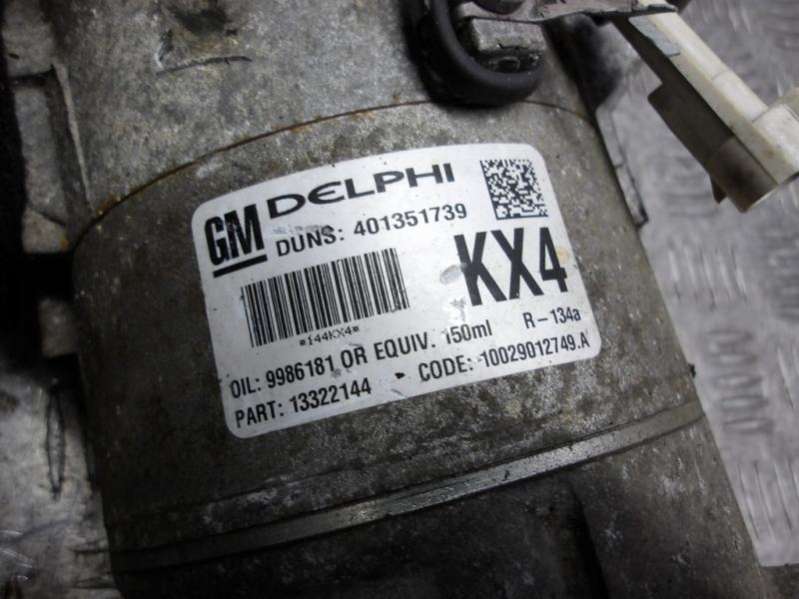 GM DELPHI
DUNS: 401351739
KX4
*144KX4*
R-134a
OIL: 9986181 OR EQUIV. 150ml
PART: 13322144 - CODE: 10029012749.A